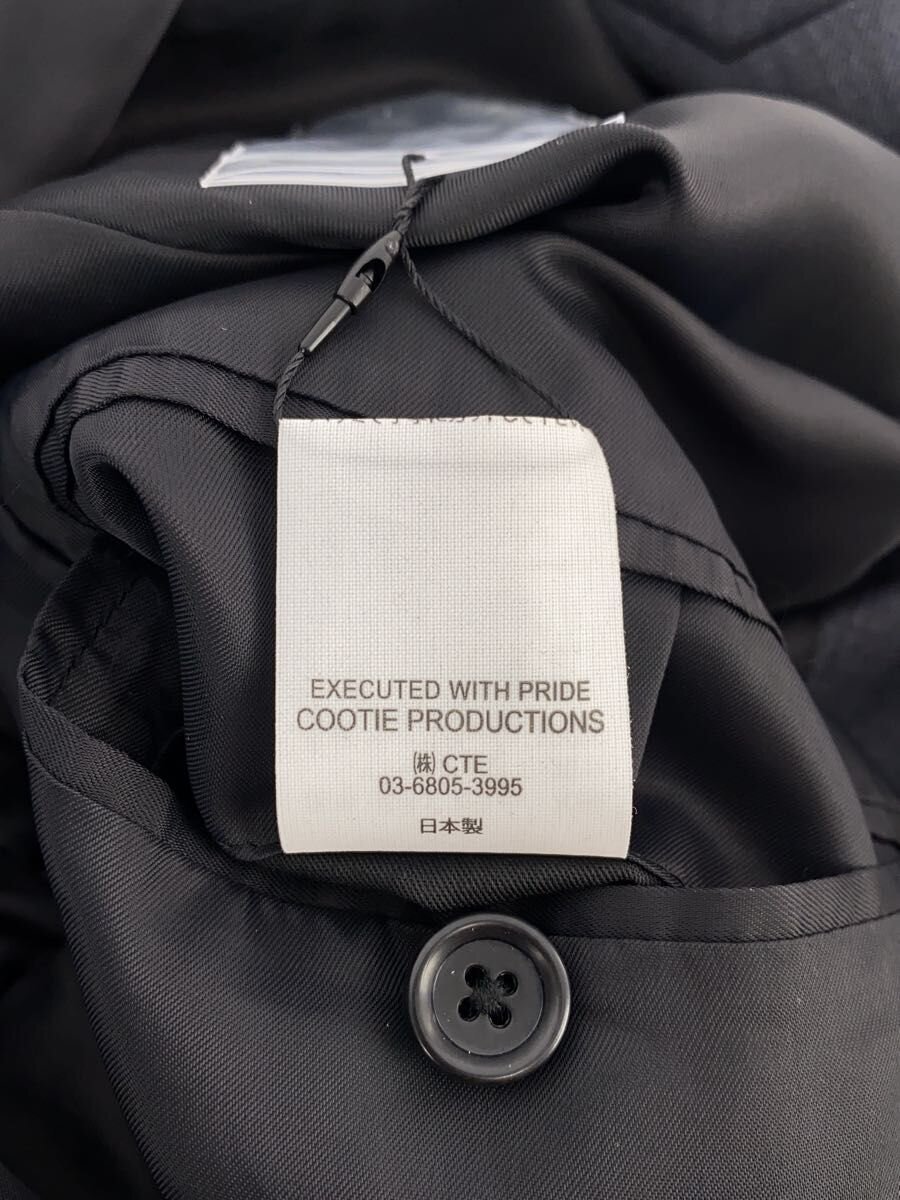 EXECUTED WITH PRIDE
COOTIE PRODUCTIONS
㈱ CTE
03-6805-3995
日本製